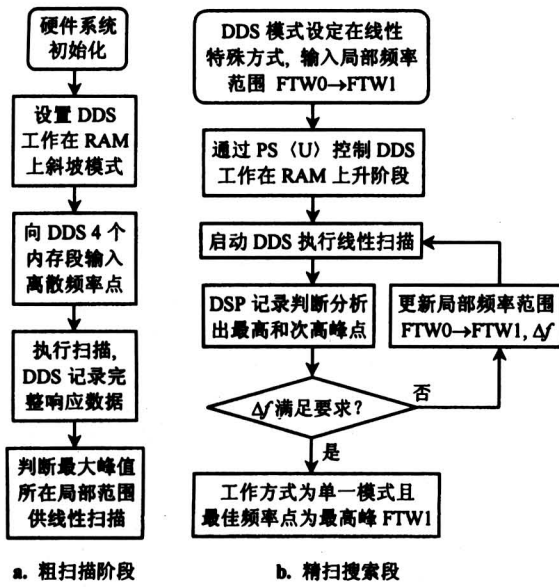 硬件系统
初始化
设置 DDS
工作在 RAM
上斜坡模式
向 DDS 4 个
内存段输入
离散频率点
执行扫描,
DDS 记录完
整响应数据
判断最大峰值
所在局部范围
供线性扫描
a. 粗扫描阶段
DDS 模式设定在线性
特殊方式, 输入局部频率
范围 FTW0→FTW1
通过 PS〈U〉控制 DDS
工作在 RAM 上升阶段
启动 DDS 执行线性扫描
DSP 记录判断分析
出最高和次高峰点
更新局部频率范围
FTW0→FTW1, Δf
Δf 满足要求?
否
是
工作方式为单一模式且
最佳频率点为最高峰 FTW1
b. 精扫搜索段